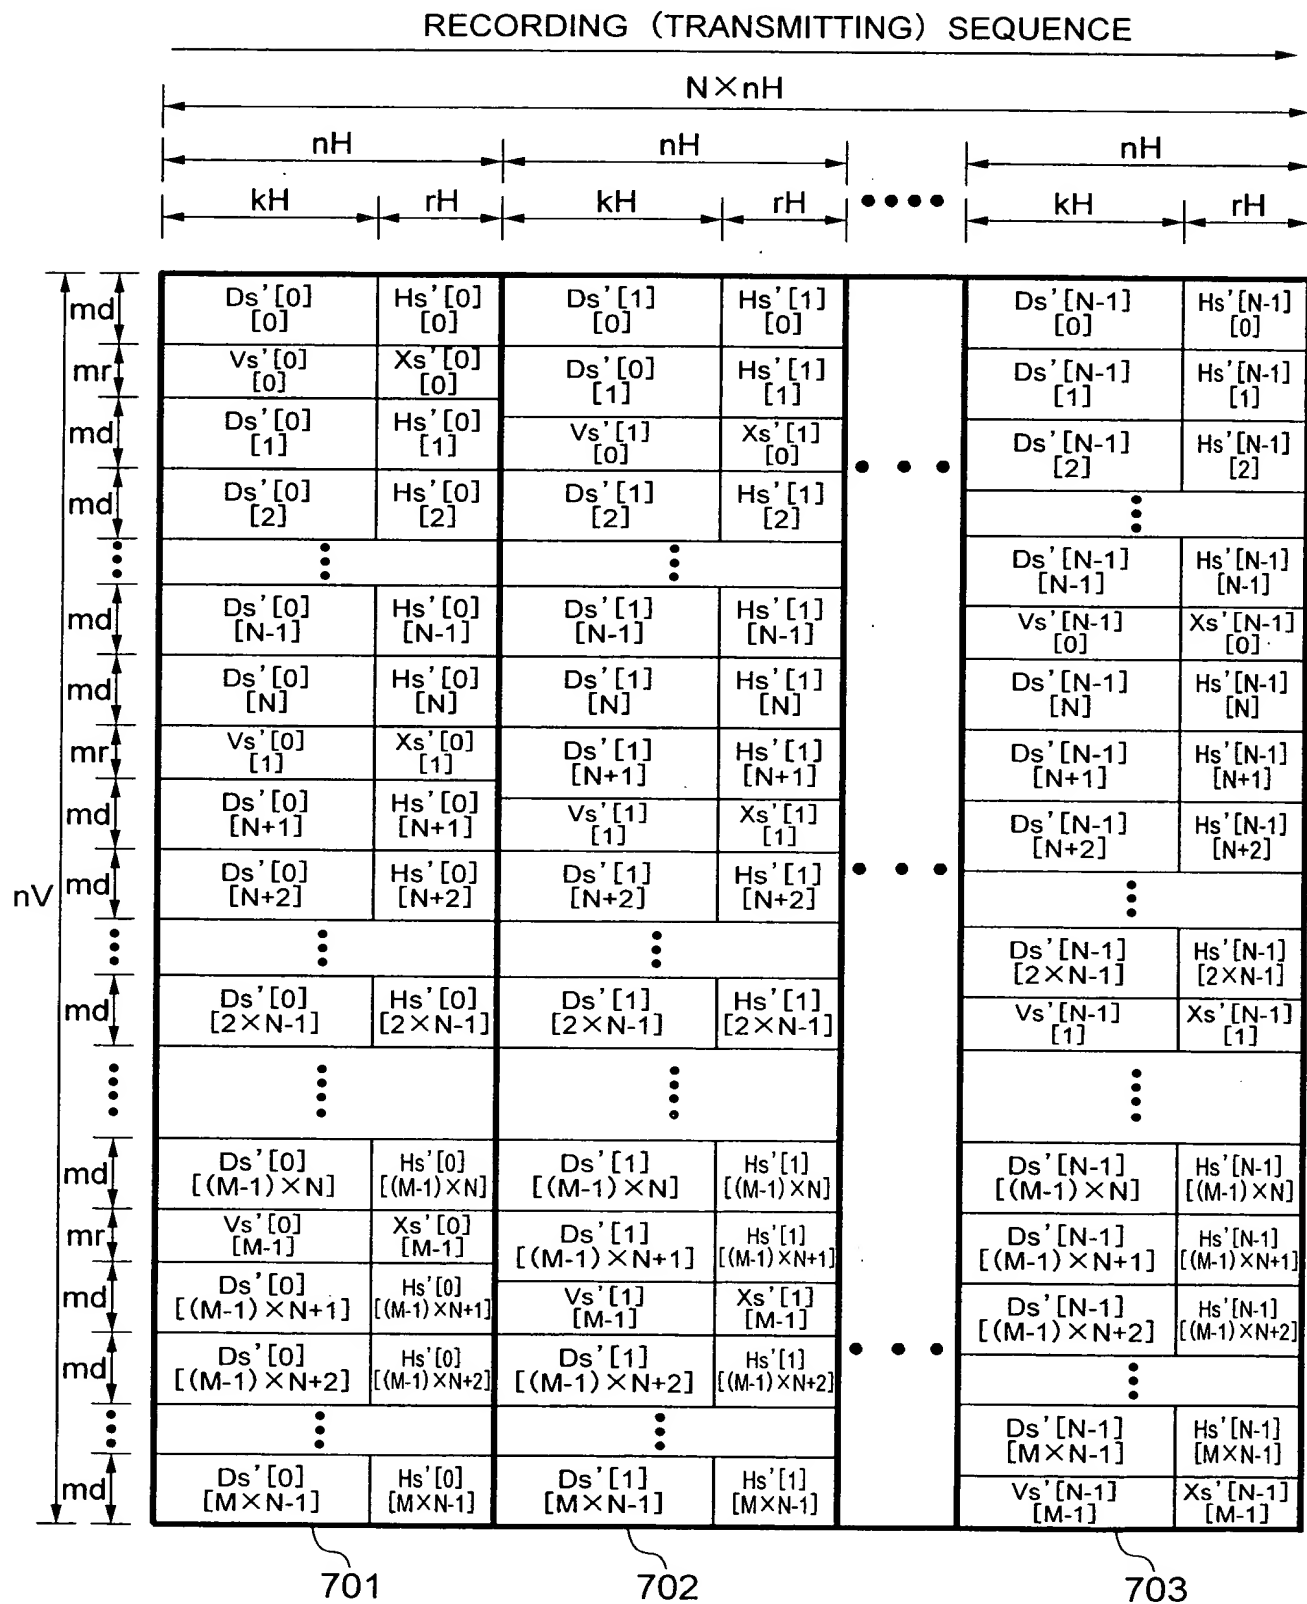 RECORDING (TRANSMITTING) SEQUENCE
N×nH
nH nH nH
kH rH kH rH •••• kH rH
md Ds'[0] Hs'[0] Ds'[1] Hs'[1] Ds'[N-1] Hs'[N-1]
[0] [0] [0] [0] [0] [0]
mr Vs'[0] Xs'[0] Ds'[0] Hs'[1] Ds'[N-1] Hs'[N-1]
[0] [0] [1] [1] [1] [1]
md Ds'[0] Hs'[0] Vs'[1] Xs'[1] Ds'[N-1] Hs'[N-1]
[1] [1] [0] [0] [2] [2]
md Ds'[0] Hs'[0] Ds'[1] Hs'[1]
[2] [2] [2] [2]
Ds'[N-1] Hs'[N-1]
[N-1] [N-1]
md Ds'[0] Hs'[0] Ds'[1] Hs'[1] Vs'[N-1] Xs'[N-1]
[N-1] [N-1] [N-1] [N-1] [0] [0]
md Ds'[0] Hs'[0] Ds'[1] Hs'[1] Ds'[N-1] Hs'[N-1]
[N] [N] [N] [N] [N] [N]
mr Vs'[0] Xs'[0] Ds'[1] Hs'[1] Ds'[N-1] Hs'[N-1]
[1] [1] [N+1] [N+1] [N+1] [N+1]
md Ds'[0] Hs'[0] Vs'[1] Xs'[1] Ds'[N-1] Hs'[N-1]
[N+1] [N+1] [1] [1] [N+2] [N+2]
nV md Ds'[0] Hs'[0] Ds'[1] Hs'[1]
[N+2] [N+2] [N+2] [N+2]
Ds'[N-1] Hs'[N-1]
[2×N-1] [2×N-1]
md Ds'[0] Hs'[0] Ds'[1] Hs'[1] Vs'[N-1] Xs'[N-1]
[2×N-1] [2×N-1] [2×N-1] [2×N-1] [1] [1]
md Ds'[0] Hs'[0] Ds'[1] Hs'[1] Ds'[N-1] Hs'[N-1]
[(M-1)×N] [(M-1)×N] [(M-1)×N] [(M-1)×N] [(M-1)×N] [(M-1)×N]
mr Vs'[0] Xs'[0] Ds'[1] Hs'[1] Ds'[N-1] Hs'[N-1]
[M-1] [M-1] [(M-1)×N+1] [(M-1)×N+1] [(M-1)×N+1] [(M-1)×N+1]
md Ds'[0] Hs'[0] Vs'[1] Xs'[1] Ds'[N-1] Hs'[N-1]
[(M-1)×N+1] [(M-1)×N+1] [M-1] [M-1] [(M-1)×N+2] [(M-1)×N+2]
md Ds'[0] Hs'[0] Ds'[1] Hs'[1]
[(M-1)×N+2] [(M-1)×N+2] [(M-1)×N+2] [(M-1)×N+2]
Ds'[N-1] Hs'[N-1]
[M×N-1] [M×N-1]
md Ds'[0] Hs'[0] Ds'[1] Hs'[1] Vs'[N-1] Xs'[N-1]
[M×N-1] [M×N-1] [M×N-1] [M×N-1] [M-1] [M-1]
701 702 703